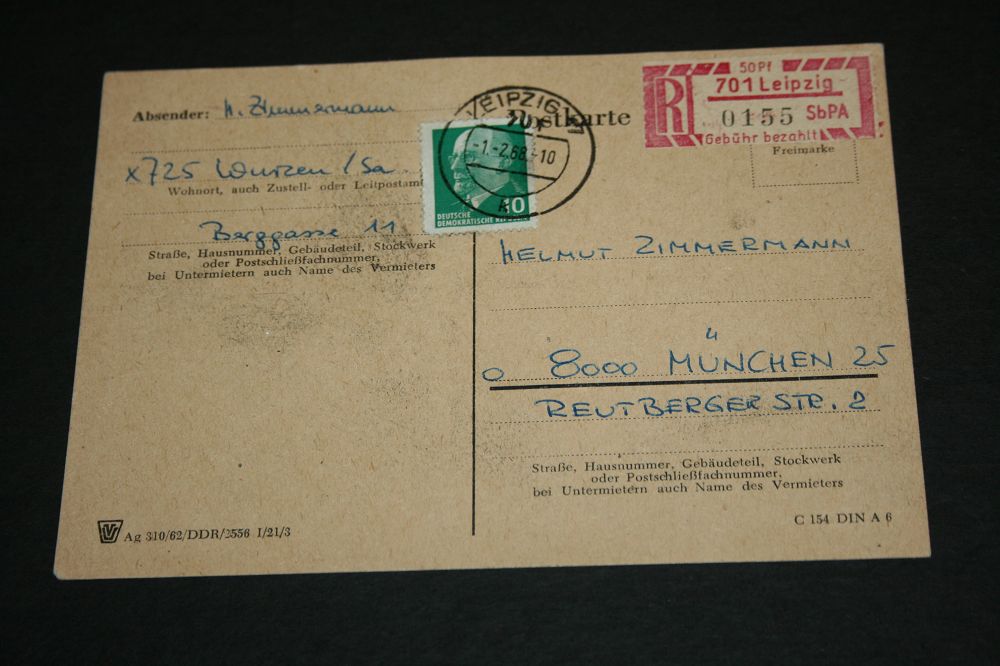 Absender: H. Zimmermann
x725 Wurzen / Sa.
Wohnort, auch Zustell- oder Leitpostamt
Berggasse 11
Straße, Hausnummer, Gebäudeteil, Stockwerk
oder Postschließfachnummer,
bei Untermietern auch Name des Vermieters
Ag 310/62/DDR/2556 I/21/3
LEIPZIG
701
-1.-2.68.-10
10
DEUTSCHE
DEMOKRATISCHE REPUBLIK
Postkarte
R
50Pf
701 Leipzig
0155 SbPA
Gebühr bezahlt
Freimarke
HELMUT ZIMMERMANN
8000 MÜNCHEN 25
REUTBERGER STR. 2
Straße, Hausnummer, Gebäudeteil, Stockwerk
oder Postschließfachnummer,
bei Untermietern auch Name des Vermieters
C 154 DIN A 6